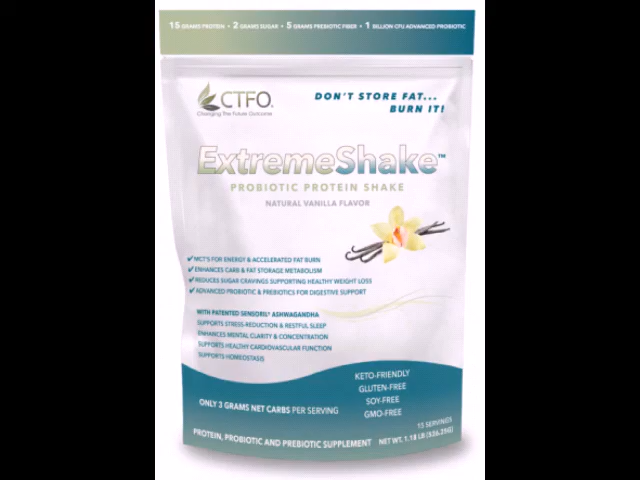 15 GRAMS PROTEIN • 2 GRAMS SUGAR • 5 GRAMS PREBIOTIC FIBER • 1 BILLION CFU ADVANCED PROBIOTIC
CTFO®
Changing The Future Outcome
DON'T STORE FAT...
BURN IT!
ExtremeShake™
PROBIOTIC PROTEIN SHAKE
NATURAL VANILLA FLAVOR
✓MCT'S FOR ENERGY & ACCELERATED FAT BURN
✓ENHANCES CARB & FAT STORAGE METABOLISM
✓REDUCES SUGAR CRAVINGS SUPPORTING HEALTHY WEIGHT LOSS
✓ADVANCED PROBIOTIC & PREBIOTICS FOR DIGESTIVE SUPPORT
WITH PATENTED SENSORIL® ASHWAGANDHA
SUPPORTS STRESS-REDUCTION & RESTFUL SLEEP
ENHANCES MENTAL CLARITY & CONCENTRATION
SUPPORTS HEALTHY CARDIOVASCULAR FUNCTION
SUPPORTS HOMEOSTASIS
KETO-FRIENDLY
GLUTEN-FREE
SOY-FREE
GMO-FREE
ONLY 3 GRAMS NET CARBS PER SERVING
15 SERVINGS
PROTEIN, PROBIOTIC AND PREBIOTIC SUPPLEMENT
NET WT. 1.18 LB (536.25G)